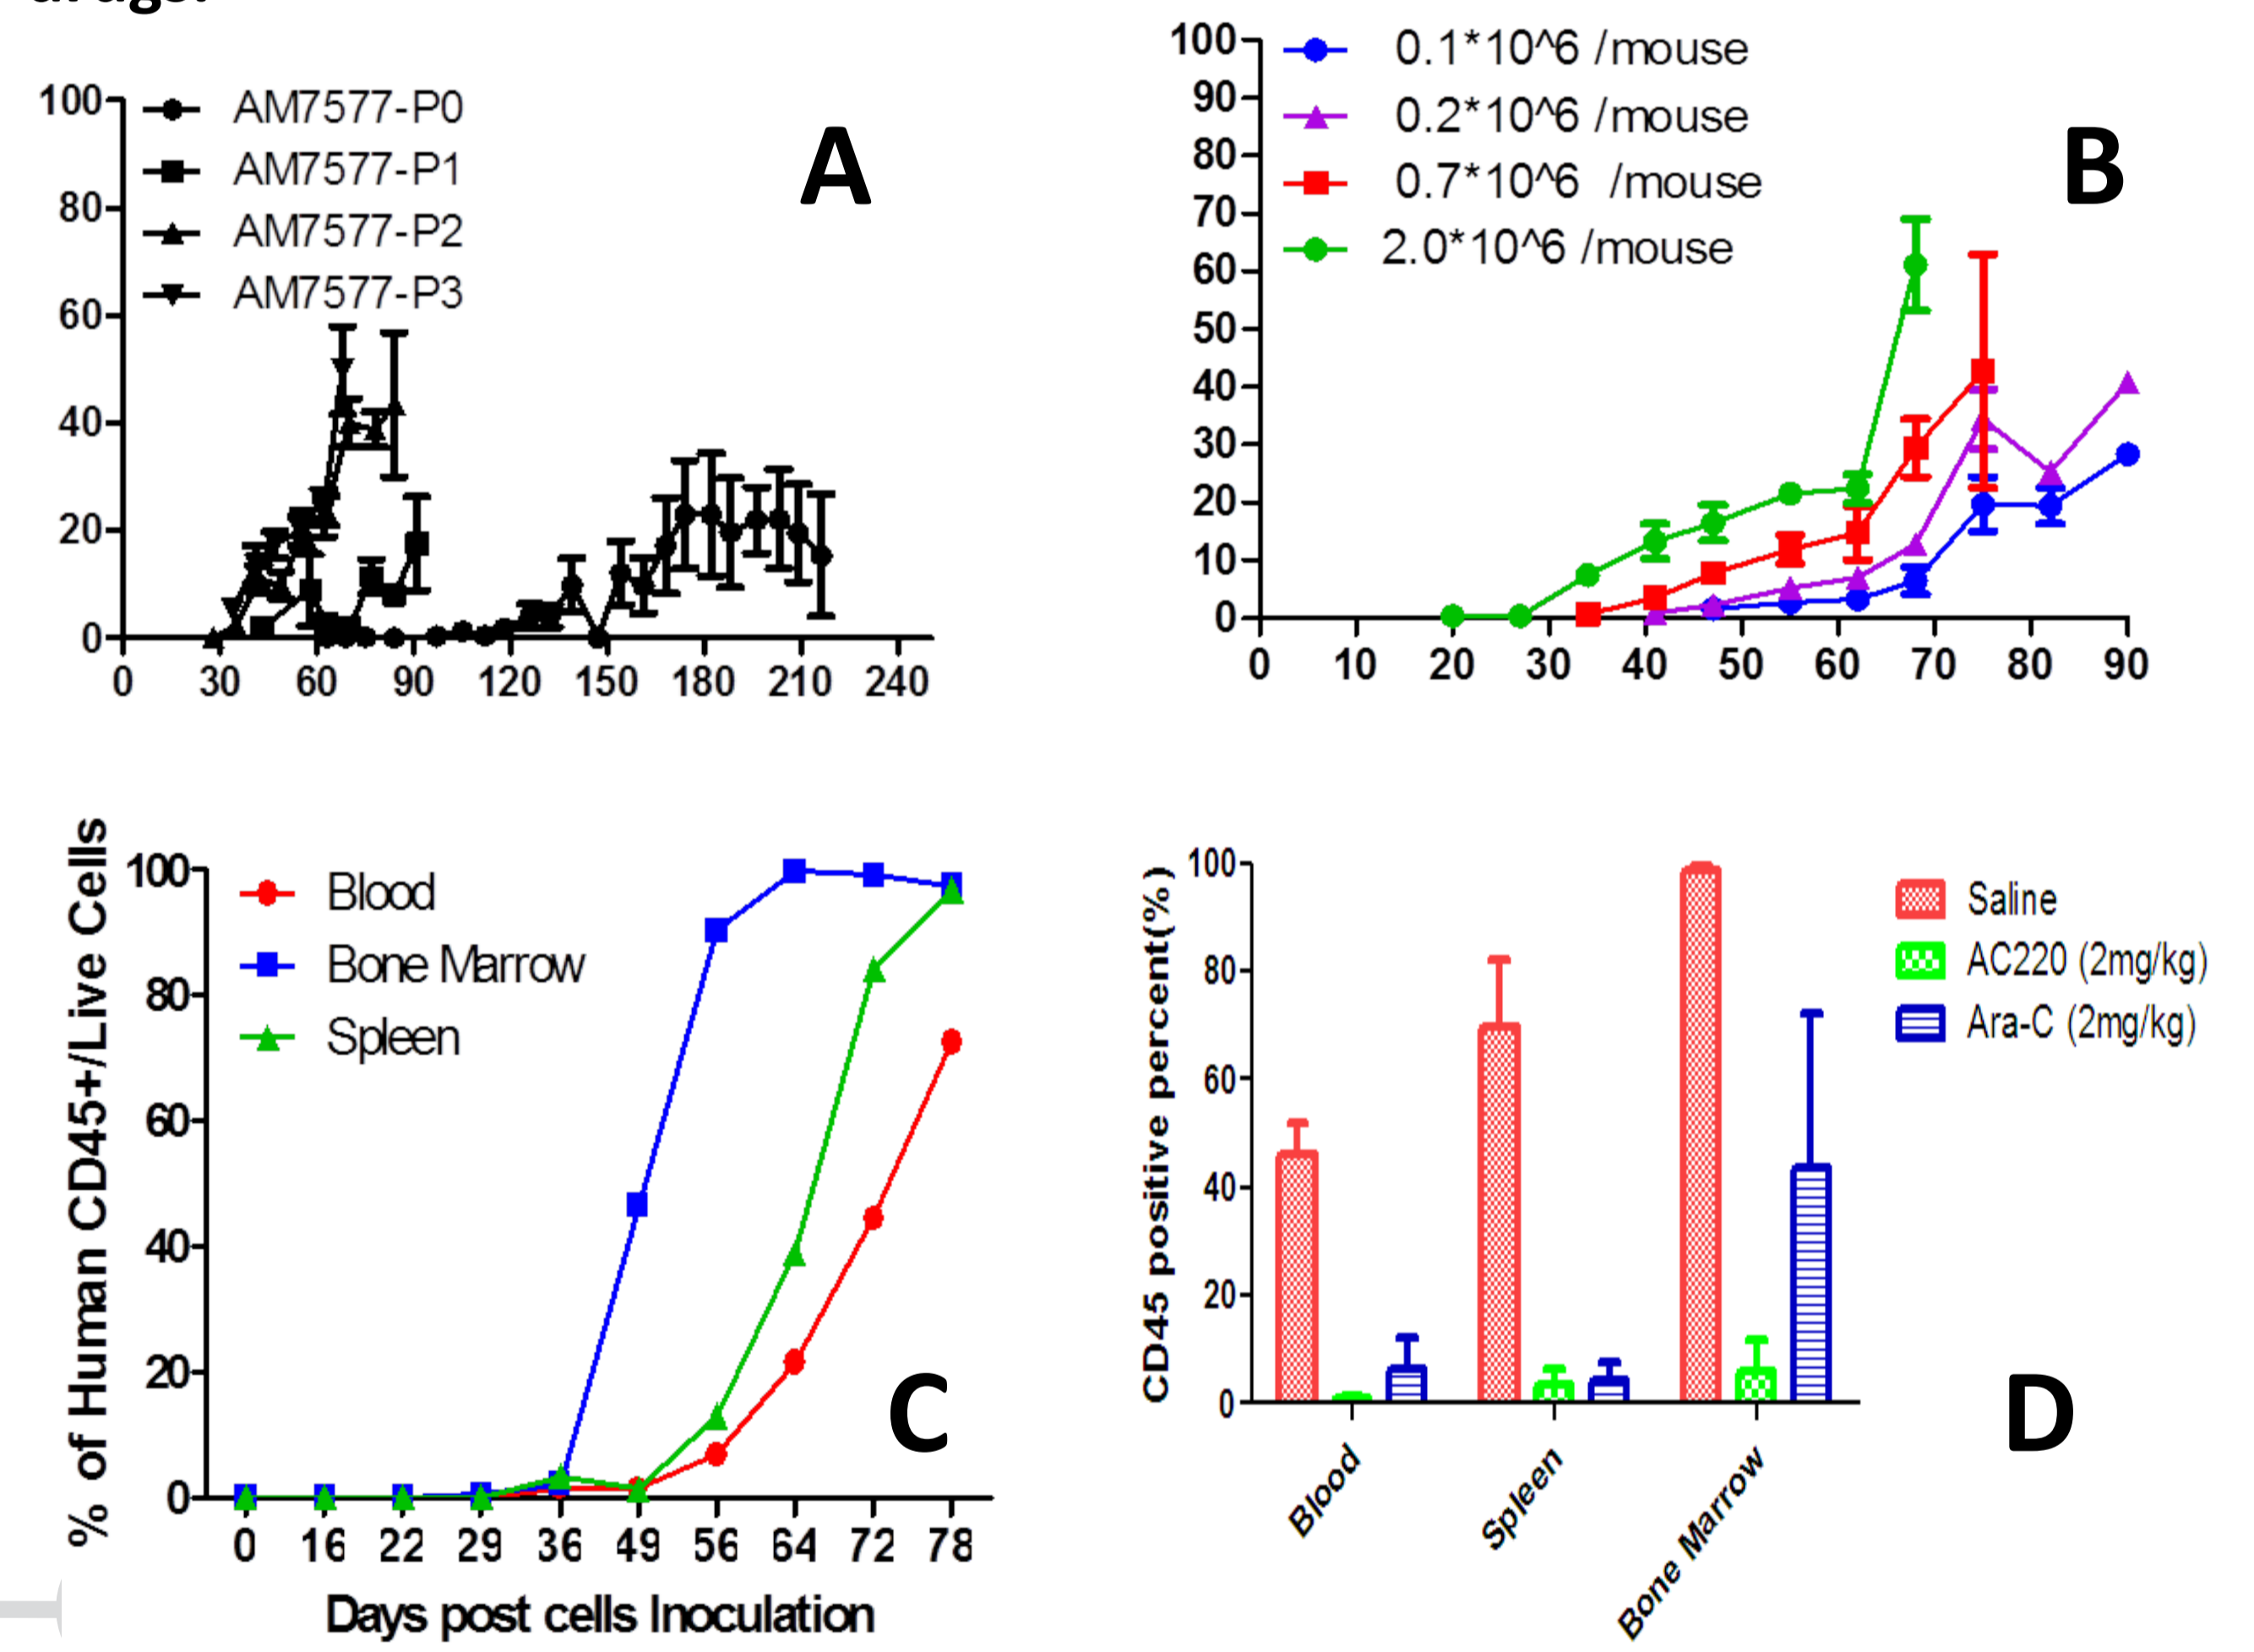 A
100
80
60
40
20
0
AM7577-P0
AM7577-P1
AM7577-P2
AM7577-P3
0 30 60 90 120 150 180 210 240
B
100
90
80
70
60
50
40
30
20
10
0
0.1*10^6 /mouse
0.2*10^6 /mouse
0.7*10^6 /mouse
2.0*10^6 /mouse
0 10 20 30 40 50 60 70 80 90
C
% of Human CD45+/Live Cells
100
80
60
40
20
0
Blood
Bone Marrow
Spleen
0 16 22 29 36 49 56 64 72 78
Days post cells Inoculation
D
CD45 positive percent(%)
100
80
60
40
20
0
Saline
AC220 (2mg/kg)
Ara-C (2mg/kg)
Blood
Spleen
Bone Marrow